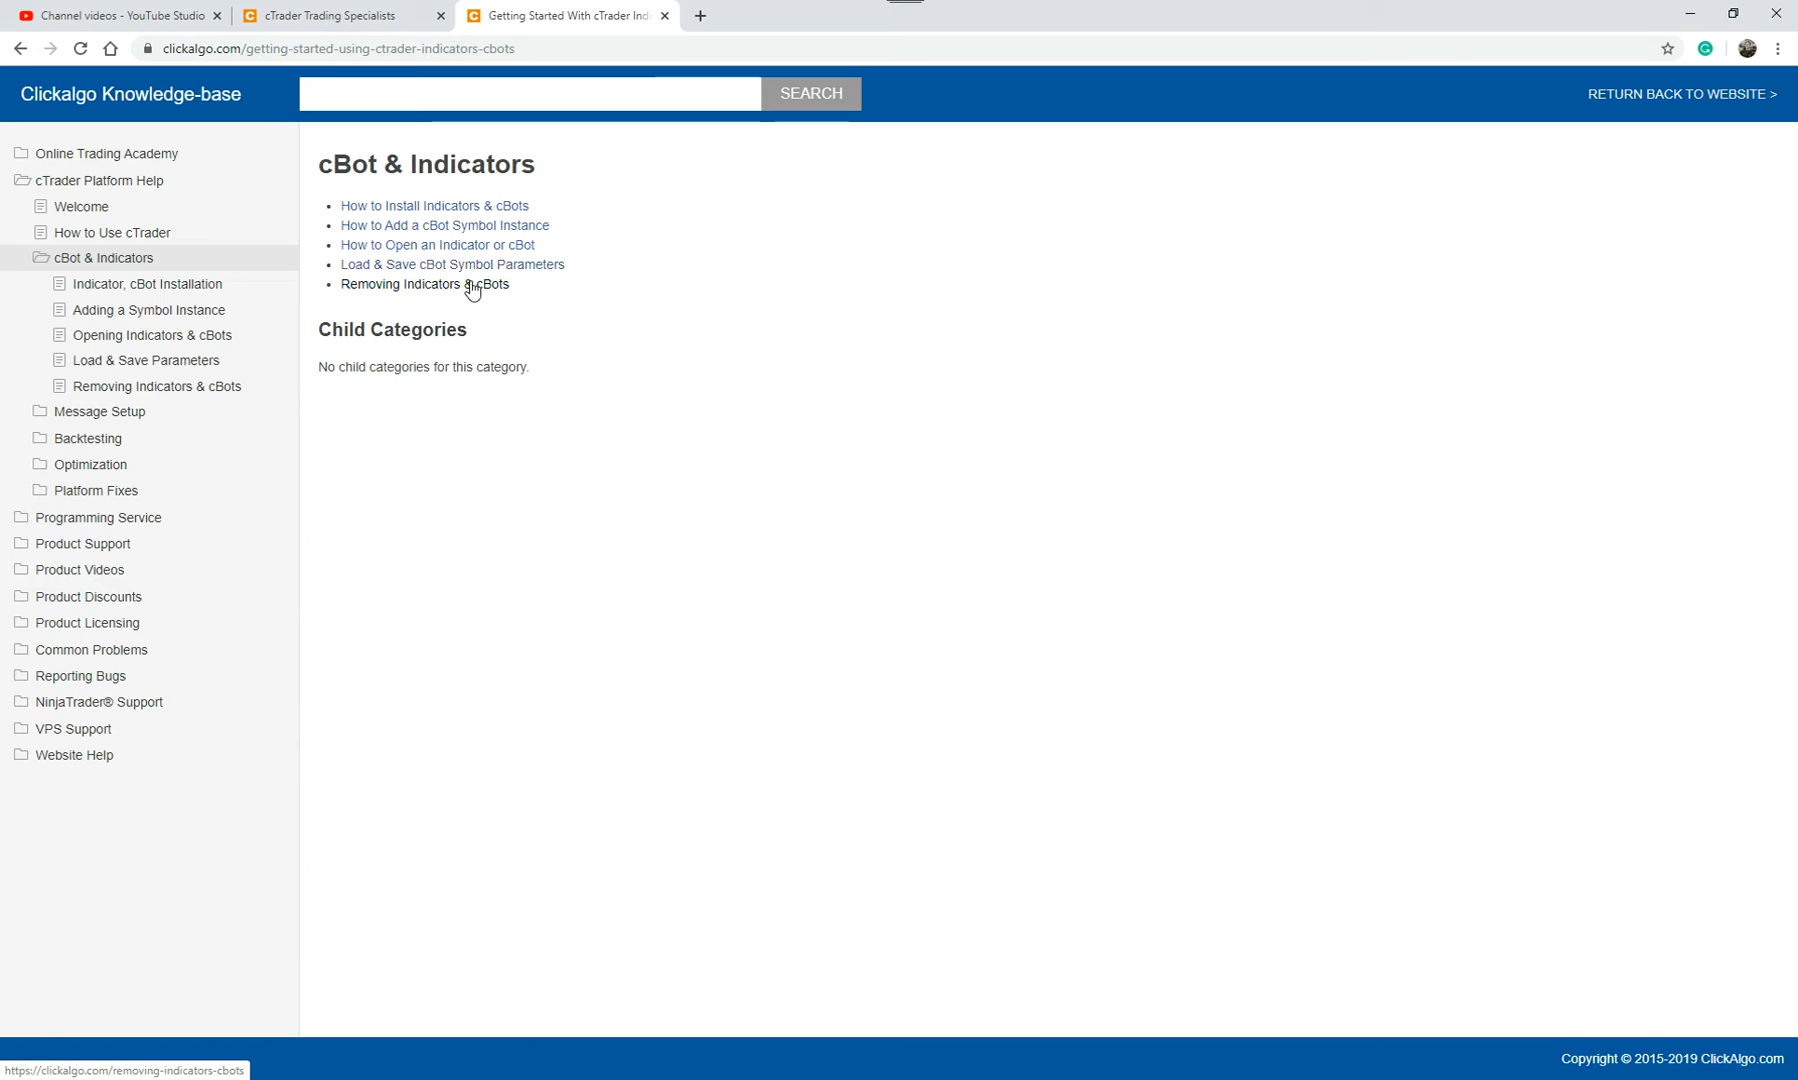 Channel videos - YouTube Studio
cTrader Trading Specialists
Getting Started With cTrader Ind
clickalgo.com/getting-started-using-ctrader-indicators-cbots
Clickalgo Knowledge-base
SEARCH
RETURN BACK TO WEBSITE >
Online Trading Academy
cTrader Platform Help
Welcome
How to Use cTrader
cBot & Indicators
Indicator, cBot Installation
Adding a Symbol Instance
Opening Indicators & cBots
Load & Save Parameters
Removing Indicators & cBots
Message Setup
Backtesting
Optimization
Platform Fixes
Programming Service
Product Support
Product Videos
Product Discounts
Product Licensing
Common Problems
Reporting Bugs
NinjaTrader® Support
VPS Support
Website Help
cBot & Indicators
• How to Install Indicators & cBots
• How to Add a cBot Symbol Instance
• How to Open an Indicator or cBot
• Load & Save cBot Symbol Parameters
• Removing Indicators & cBots
Child Categories
No child categories for this category.
Copyright © 2015-2019 ClickAlgo.com
https://clickalgo.com/removing-indicators-cbots